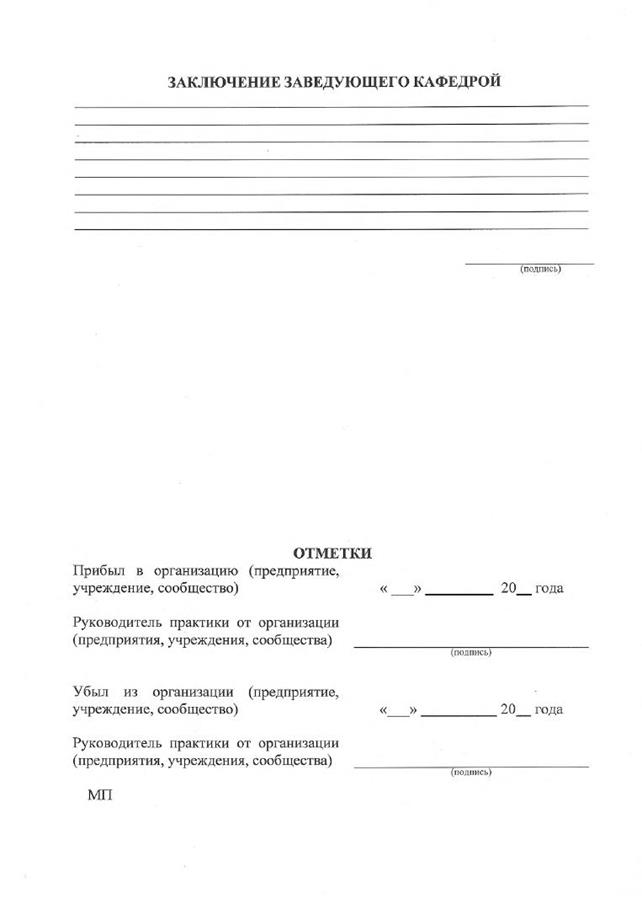 ЗАКЛЮЧЕНИЕ ЗАВЕДУЮЩЕГО КАФЕДРОЙ
(подпись)
ОТМЕТКИ
Прибыл в организацию (предприятие,
учреждение, сообщество) « ___» __________ 20__ года
Руководитель практики от организации
(предприятия, учреждения, сообщества)
(подпись)
Убыл из организации (предприятие,
учреждение, сообщество) «___» __________ 20__ года
Руководитель практики от организации
(предприятия, учреждения, сообщества)
(подпись)
МП